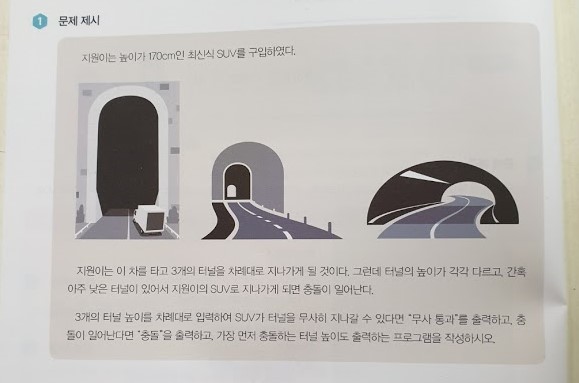 1 문제 제시
지원이는 높이가 170cm인 최신식 SUV를 구입하였다.
지원이는 이 차를 타고 3개의 터널을 차례대로 지나가게 될 것이다. 그런데 터널의 높이가 각각 다르고, 간혹
아주 낮은 터널이 있어서 지원이의 SUV로 지나가게 되면 충돌이 일어난다.
3개의 터널 높이를 차례대로 입력하여 SUV가 터널을 무사히 지나갈 수 있다면 "무사 통과"를 출력하고, 충
돌이 일어난다면 "충돌"을 출력하고, 가장 먼저 충돌하는 터널 높이도 출력하는 프로그램을 작성하시오.